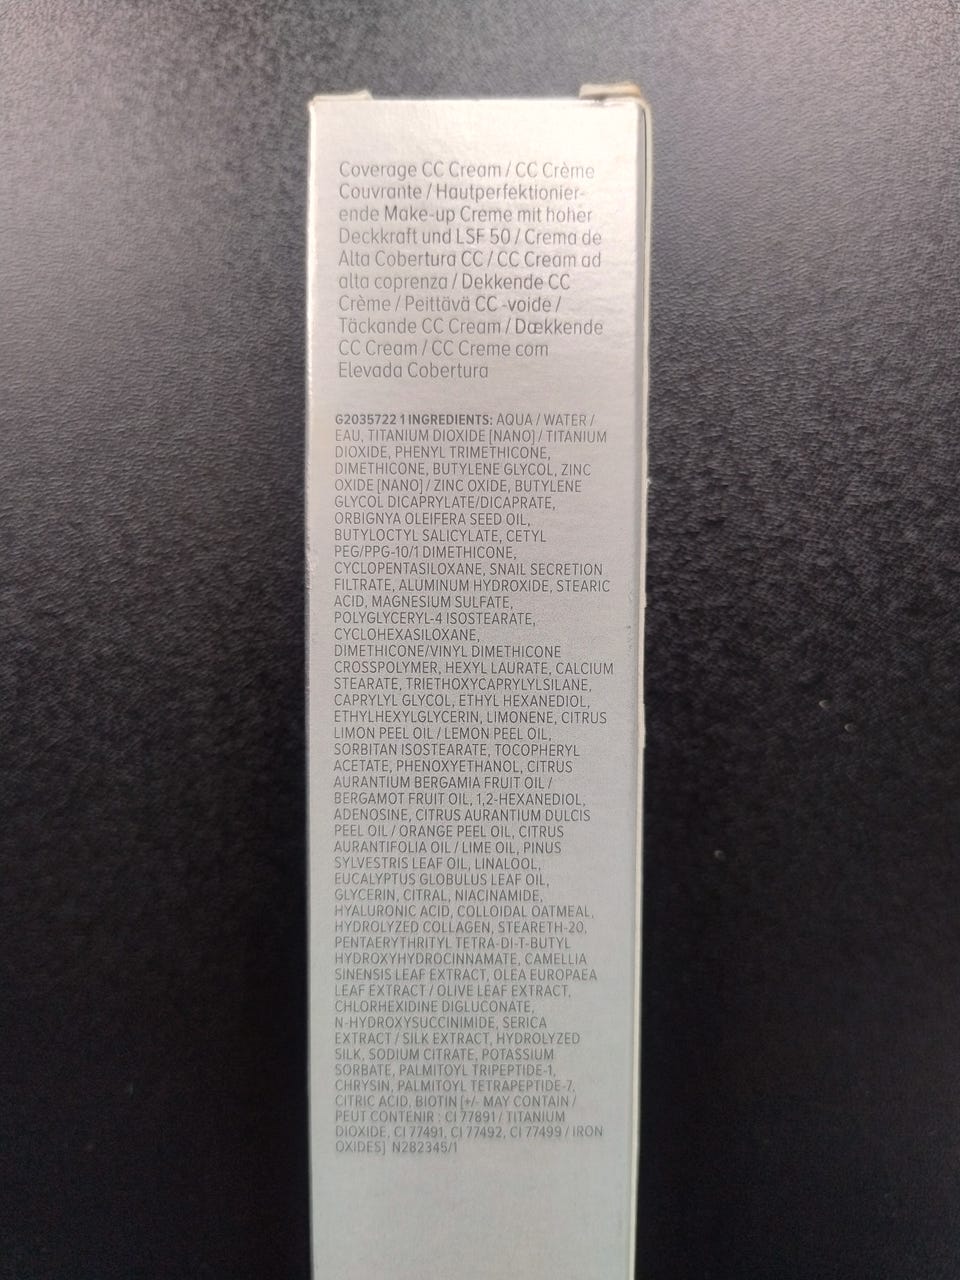 Coverage CC Cream / CC Crème
Couvrante / Hautperfektionier-
ende Make-up Creme mit hoher
Deckkraft und LSF 50 / Crema de
Alta Cobertura CC / CC Cream ad
alta coprenza / Dekkende CC
Crème / Peittävä CC -voide /
Täckande CC Cream / Dækkende
CC Cream / CC Creme com
Elevada Cobertura
G2035722 1 INGREDIENTS: AQUA / WATER /
EAU, TITANIUM DIOXIDE [NANO] / TITANIUM
DIOXIDE, PHENYL TRIMETHICONE,
DIMETHICONE, BUTYLENE GLYCOL, ZINC
OXIDE [NANO] / ZINC OXIDE, BUTYLENE
GLYCOL DICAPRYLATE/DICAPRATE,
ORBIGNYA OLEIFERA SEED OIL,
BUTYLOCTYL SALICYLATE, CETYL
PEG/PPG-10/1 DIMETHICONE,
CYCLOPENTASILOXANE, SNAIL SECRETION
FILTRATE, ALUMINUM HYDROXIDE, STEARIC
ACID, MAGNESIUM SULFATE,
POLYGLYCERYL-4 ISOSTEARATE,
CYCLOHEXASILOXANE,
DIMETHICONE/VINYL DIMETHICONE
CROSSPOLYMER, HEXYL LAURATE, CALCIUM
STEARATE, TRIETHOXYCAPRYLYLSILANE,
CAPRYLYL GLYCOL, ETHYL HEXANEDIOL,
ETHYLHEXYLGLYCERIN, LIMONENE, CITRUS
LIMON PEEL OIL / LEMON PEEL OIL,
SORBITAN ISOSTEARATE, TOCOPHERYL
ACETATE, PHENOXYETHANOL, CITRUS
AURANTIUM BERGAMIA FRUIT OIL /
BERGAMOT FRUIT OIL, 1,2-HEXANEDIOL,
ADENOSINE, CITRUS AURANTIUM DULCIS
PEEL OIL / ORANGE PEEL OIL, CITRUS
AURANTIFOLIA OIL / LIME OIL, PINUS
SYLVESTRIS LEAF OIL, LINALOOL,
EUCALYPTUS GLOBULUS LEAF OIL,
GLYCERIN, CITRAL, NIACINAMIDE,
HYALURONIC ACID, COLLOIDAL OATMEAL,
HYDROLYZED COLLAGEN, STEARETH-20,
PENTAERYTHRITYL TETRA-DI-T-BUTYL
HYDROXYHYDROCINNAMATE, CAMELLIA
SINENSIS LEAF EXTRACT, OLEA EUROPAEA
LEAF EXTRACT / OLIVE LEAF EXTRACT,
CHLORHEXIDINE DIGLUCONATE,
N-HYDROXYSUCCINIMIDE, SERICA
EXTRACT / SILK EXTRACT, HYDROLYZED
SILK, SODIUM CITRATE, POTASSIUM
SORBATE, PALMITOYL TRIPEPTIDE-1,
CHRYSIN, PALMITOYL TETRAPEPTIDE-7,
CITRIC ACID, BIOTIN [+/- MAY CONTAIN /
PEUT CONTENIR : CI 77891 / TITANIUM
DIOXIDE, CI 77491, CI 77492, CI 77499 / IRON
OXIDES] N282345/1